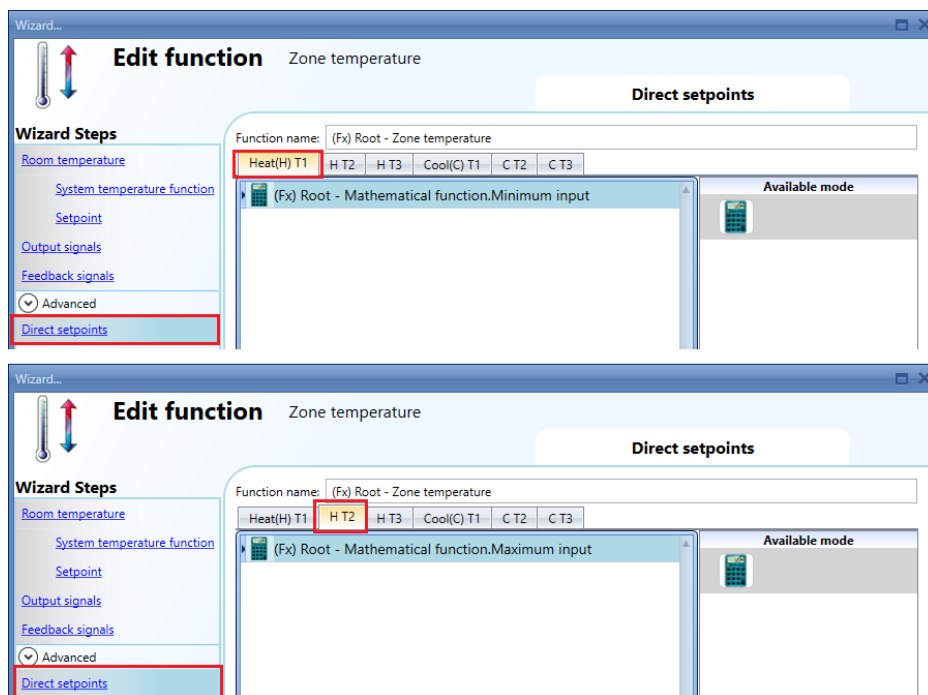 Wizard...
Edit function Zone temperature
Direct setpoints
Wizard Steps
Room temperature
System temperature function
Setpoint
Output signals
Feedback signals
Advanced
Direct setpoints
Function name: (Fx) Root - Zone temperature
Heat(H) T1 H T2 H T3 Cool(C) T1 C T2 C T3
(Fx) Root - Mathematical function.Minimum input
Available mode
Wizard...
Edit function Zone temperature
Direct setpoints
Wizard Steps
Room temperature
System temperature function
Setpoint
Output signals
Feedback signals
Advanced
Direct setpoints
Function name: (Fx) Root - Zone temperature
Heat(H) T1 H T2 H T3 Cool(C) T1 C T2 C T3
(Fx) Root - Mathematical function.Maximum input
Available mode